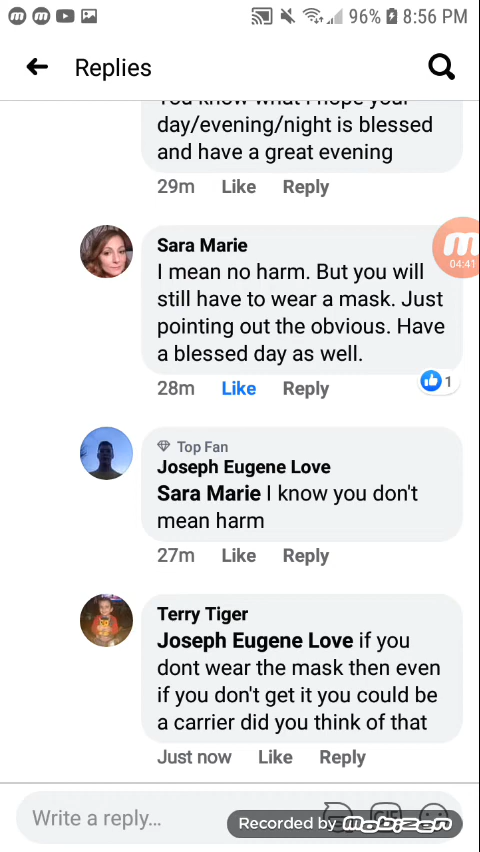 96% 8:56 PM
Replies
You know what I hope your
day/evening/night is blessed
and have a great evening
29m Like Reply
Sara Marie
I mean no harm. But you will
still have to wear a mask. Just
pointing out the obvious. Have
a blessed day as well.
04:41
28m Like Reply 1
Top Fan
Joseph Eugene Love
Sara Marie I know you don't
mean harm
27m Like Reply
Terry Tiger
Joseph Eugene Love if you
dont wear the mask then even
if you don't get it you could be
a carrier did you think of that
Just now Like Reply
Write a reply...
GIF
Recorded by mobizen